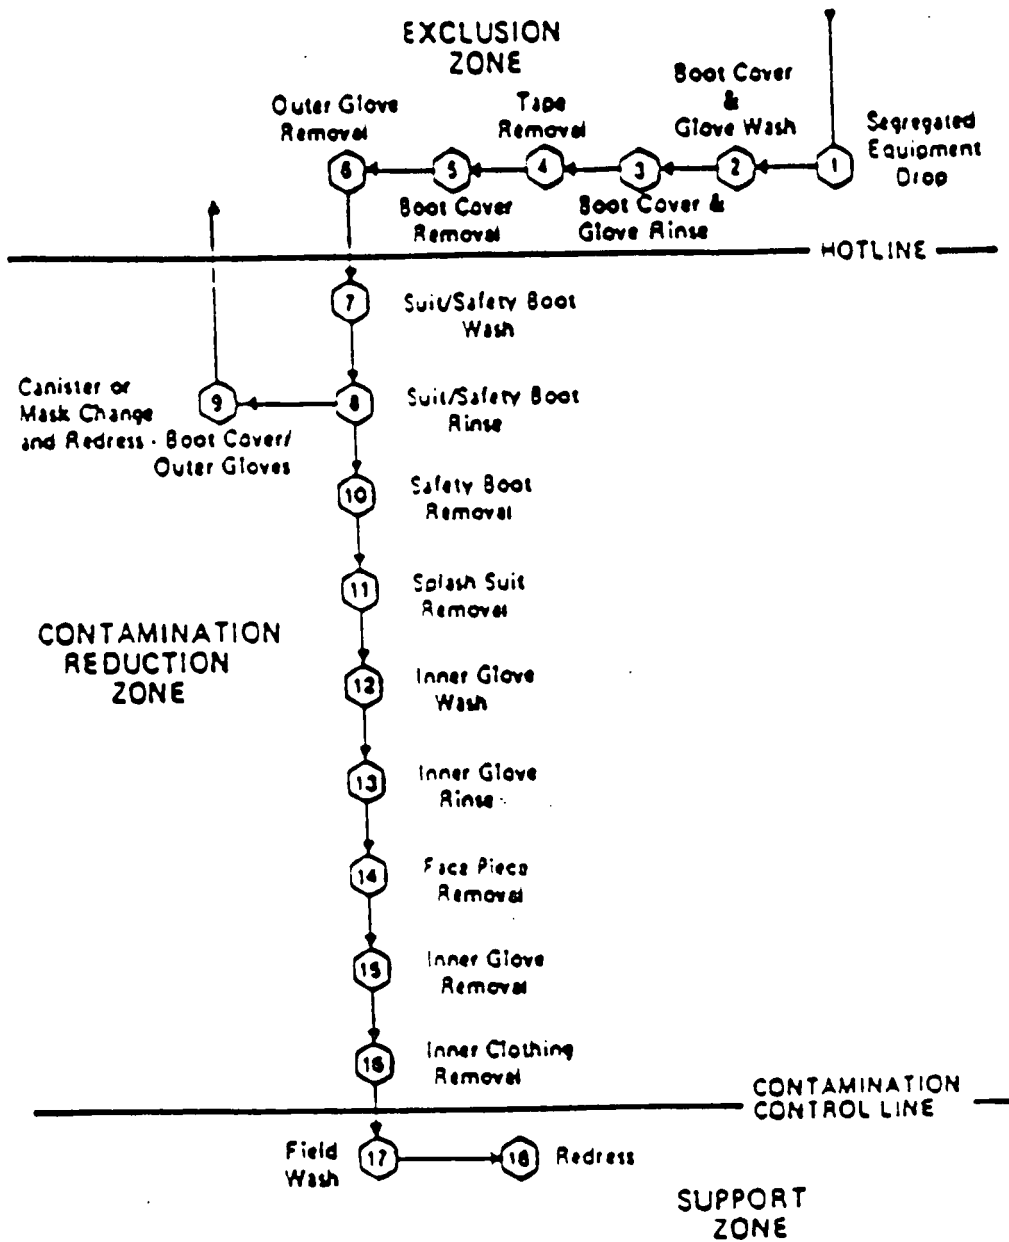 EXCLUSION
ZONE
Outer Glove
Removal
Tape
Removal
Boot Cover
&
Glove Wash
Segregated
Equipment
Drop
6
5
4
3
2
1
Boot Cover
Removal
Boot Cover &
Glove Rinse
HOTLINE
7
Suit/Safety Boot
Wash
Canister or
Mask Change
and Redress - Boot Cover/
Outer Gloves
9
8
Suit/Safety Boot
Rinse
10
Safety Boot
Removal
11
Splash Suit
Removal
CONTAMINATION
REDUCTION
ZONE
12
Inner Glove
Wash
13
Inner Glove
Rinse
14
Face Piece
Removal
15
Inner Glove
Removal
16
Inner Clothing
Removal
CONTAMINATION
CONTROL LINE
Field
Wash
17
18
Redress
SUPPORT
ZONE